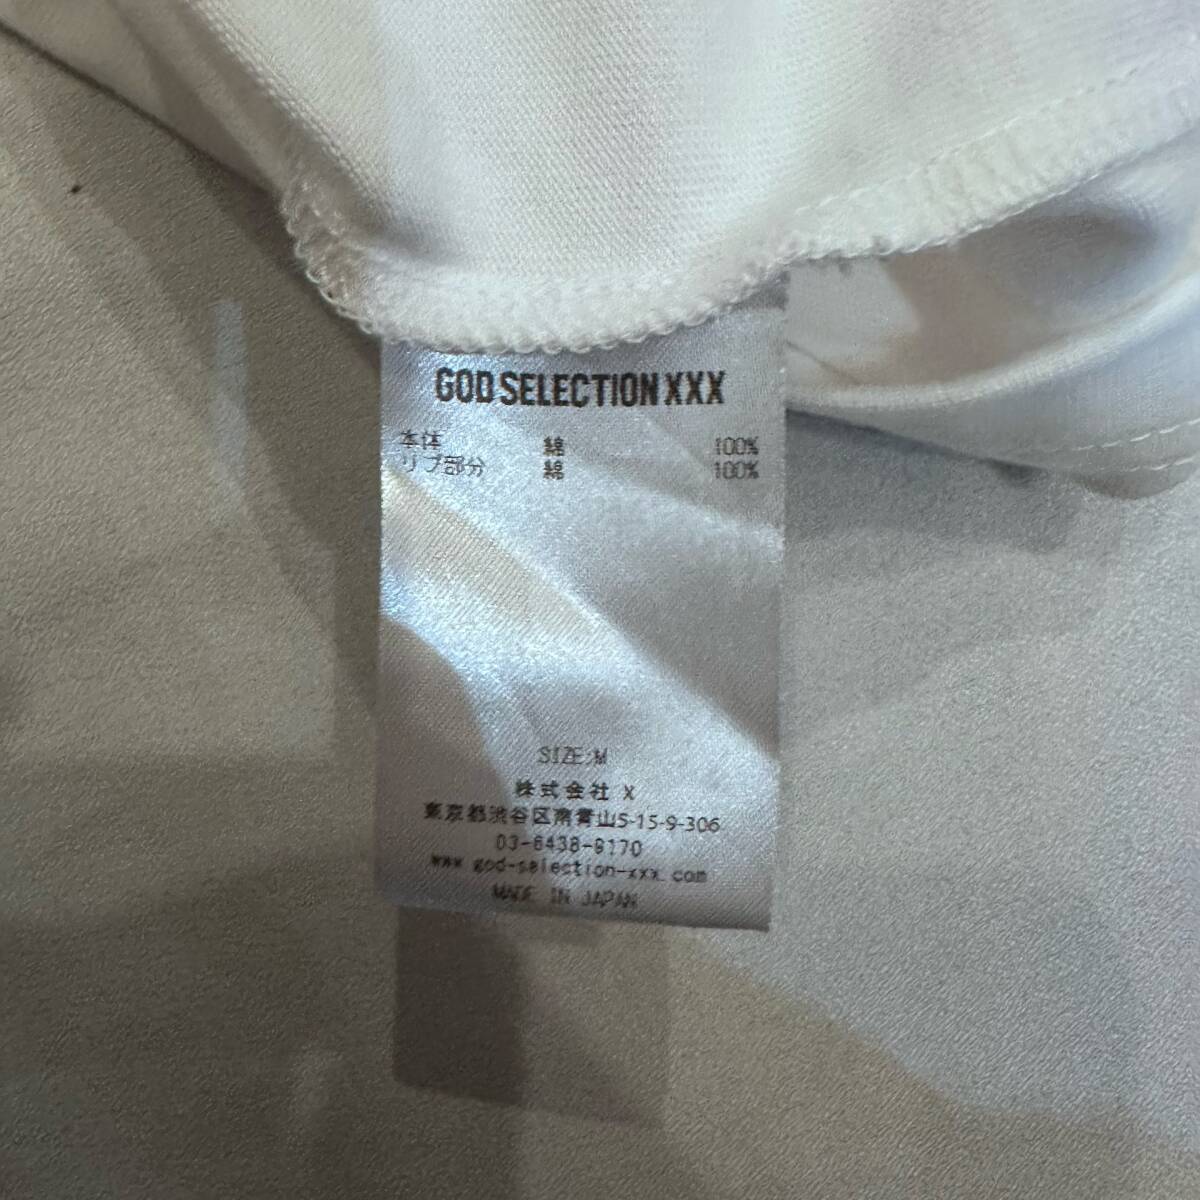 GOD SELECTION XXX
本体 綿 100%
リブ部分 綿 100%
SIZE:M
株式会社 X
東京都渋谷区南青山5-15-9-306
03-6438-9170
www.god-selection-xxx.com
MADE IN JAPAN